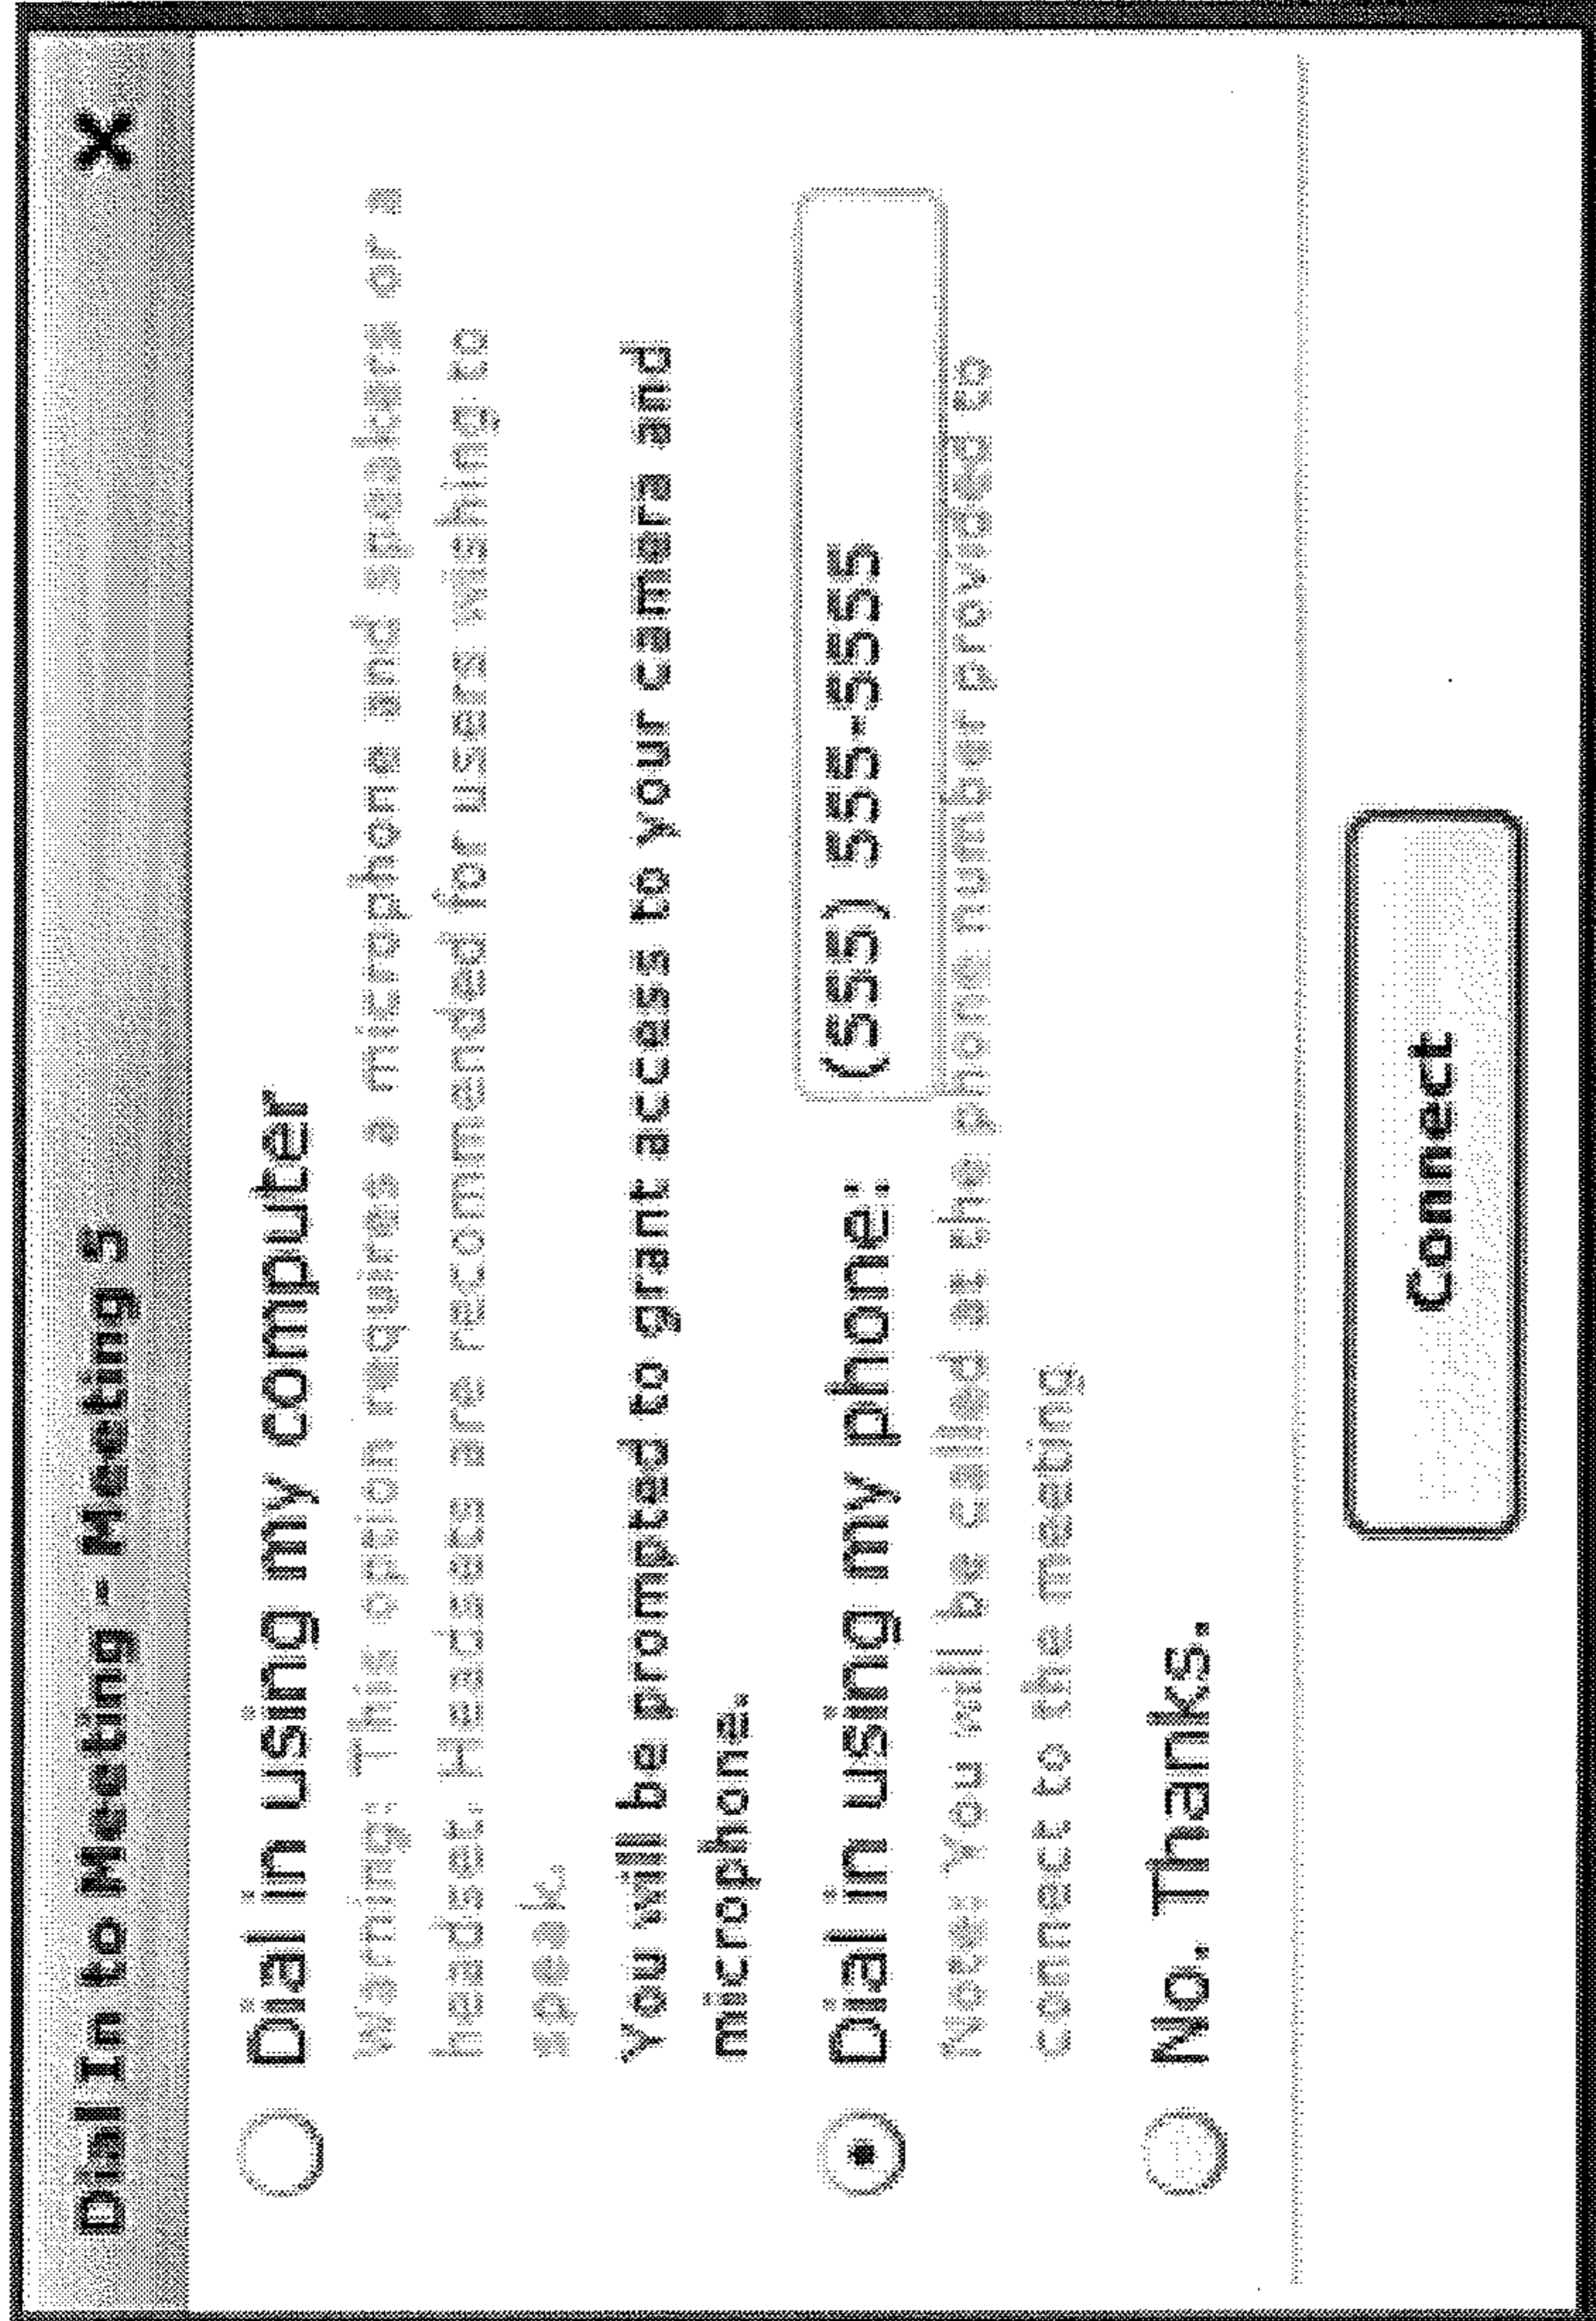 Dial In to Meeting - Meeting 5
Dial in using my computer
Warning: This option requires a microphone and speakers or a
headset. Headsets are recommended for users wishing to
speak.
You will be prompted to grant access to your camera and
microphone.
Dial in using my phone: (555) 555-5555
Note: You will be called at the phone number provided to
connect to the meeting
No. Thanks.
Connect